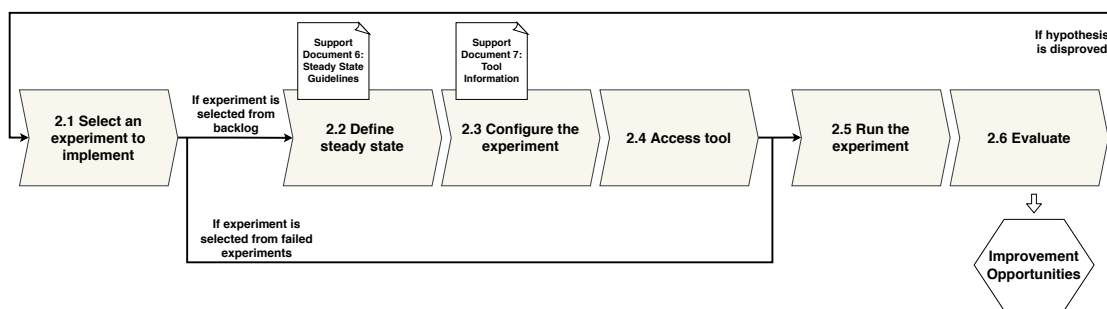 If hypothesis
is disproved
Support
Document 6:
Steady State
Guidelines
Support
Document 7:
Tool
Information
2.1 Select an
experiment to
implement
If experiment is
selected from
backlog
2.2 Define
steady state
2.3 Configure the
experiment
2.4 Access tool
2.5 Run the
experiment
2.6 Evaluate
If experiment is
selected from failed
experiments
Improvement
Opportunities